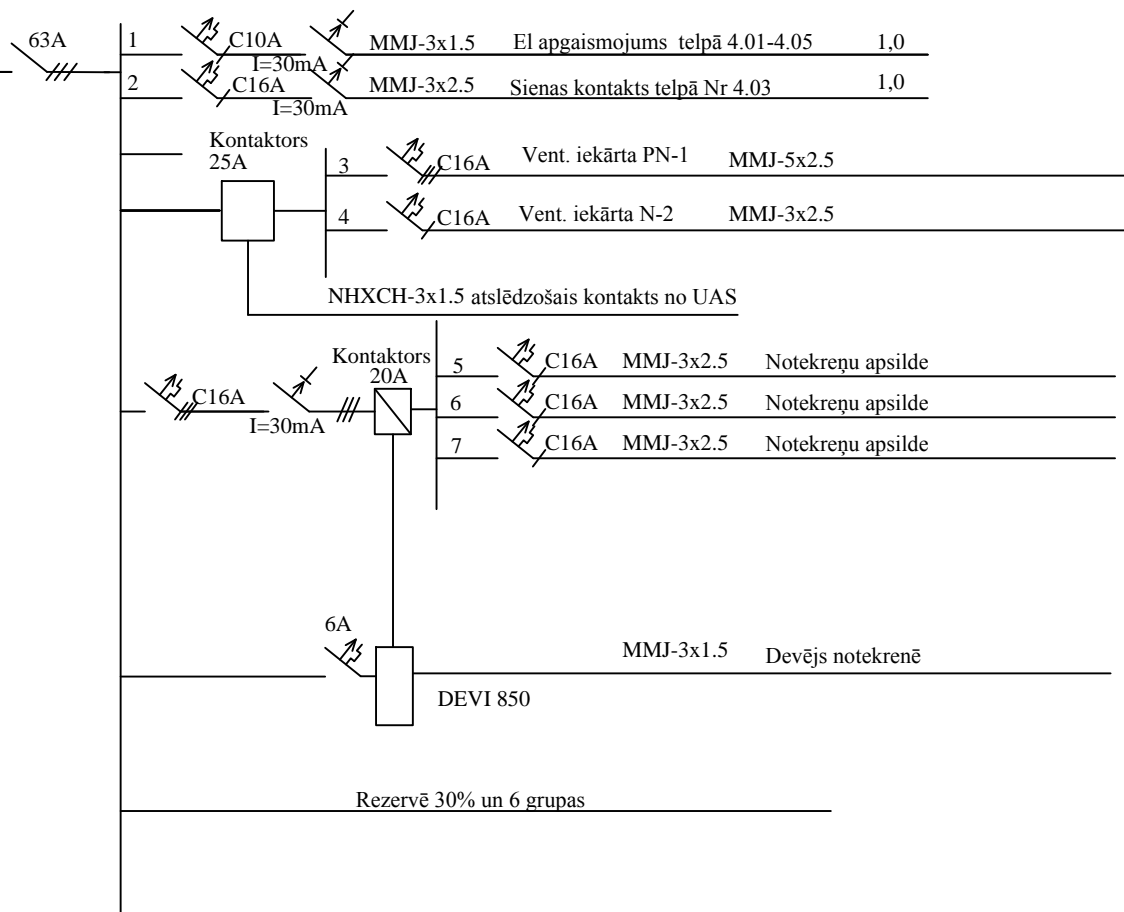 63A
1 C10A MMJ-3x1.5 El apgaismojums telpā 4.01-4.05 1,0
I=30mA
2 C16A MMJ-3x2.5 Sienas kontakts telpā Nr 4.03 1,0
I=30mA
Kontaktors
25A
3 C16A Vent. iekārta PN-1 MMJ-5x2.5
4 C16A Vent. iekārta N-2 MMJ-3x2.5
NHXCH-3x1.5 atslēdzošais kontakts no UAS
Kontaktors
20A
C16A
I=30mA
5 C16A MMJ-3x2.5 Notekreņu apsilde
6 C16A MMJ-3x2.5 Notekreņu apsilde
7 C16A MMJ-3x2.5 Notekreņu apsilde
6A
MMJ-3x1.5 Devējs notekrenē
DEVI 850
Rezervē 30% un 6 grupas